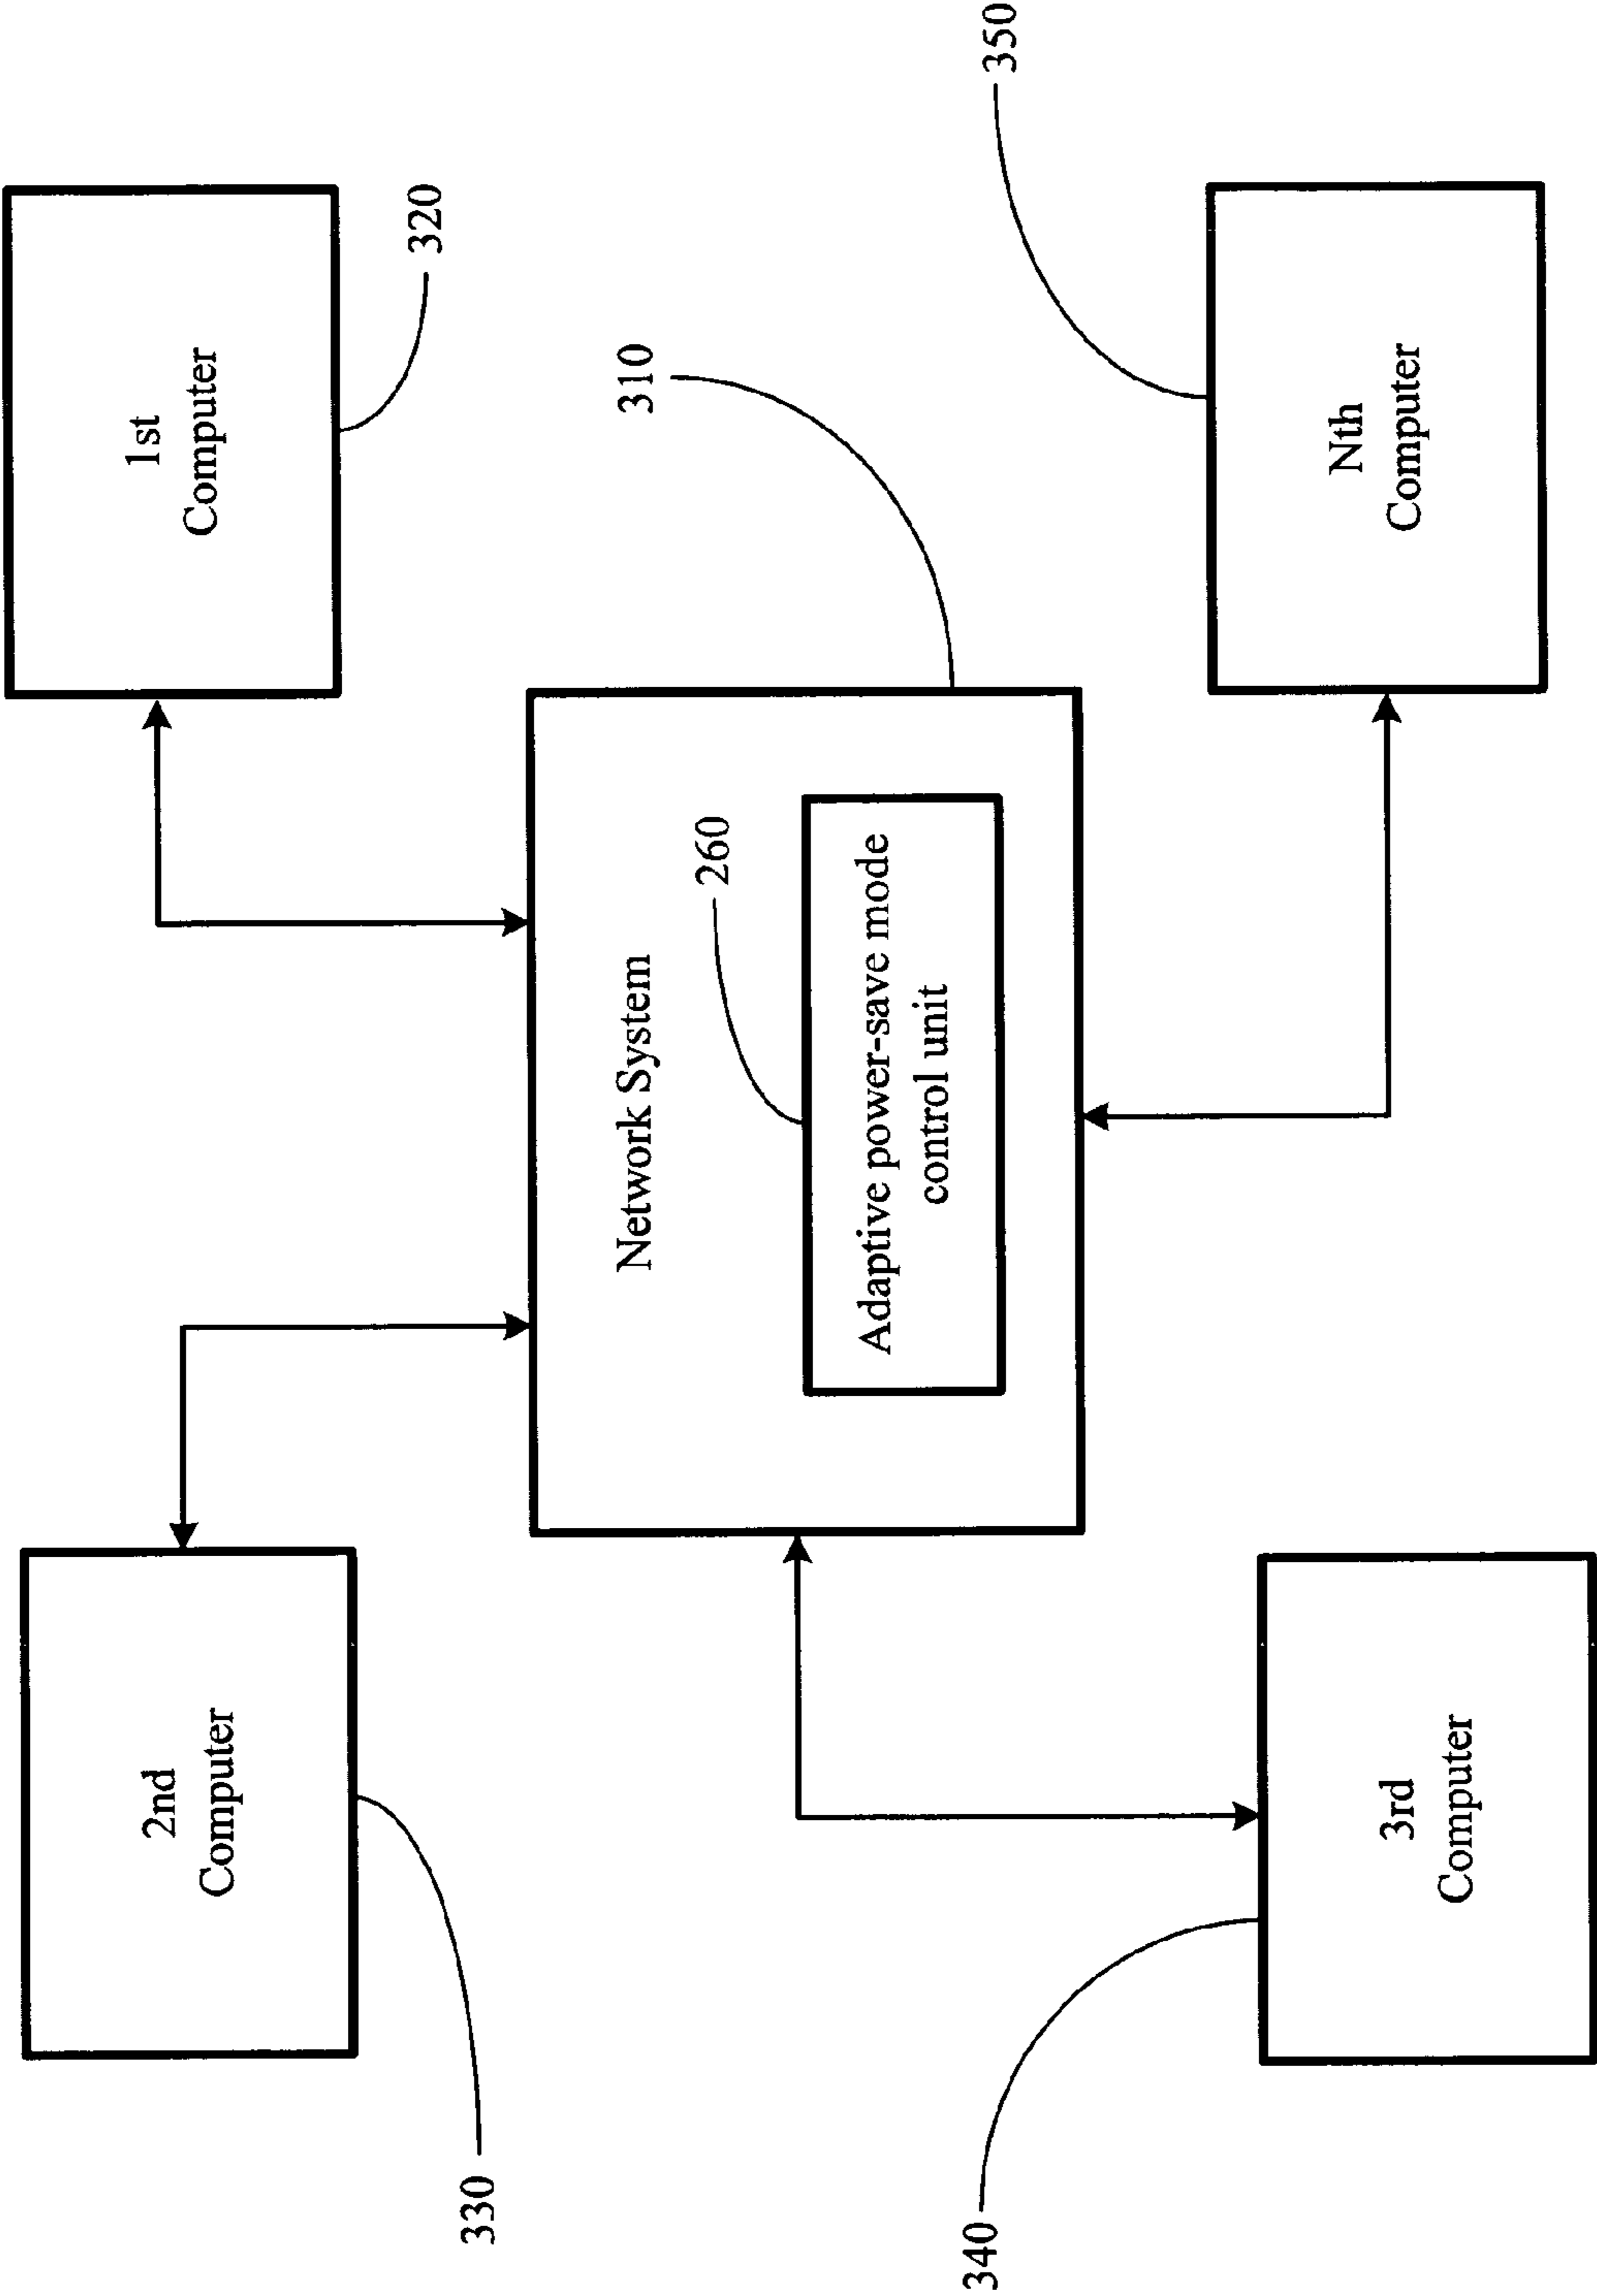 2nd
Computer
330
1st
Computer
320
Network System
310
260
Adaptive power-save mode
control unit
340
3rd
Computer
350
Nth
Computer